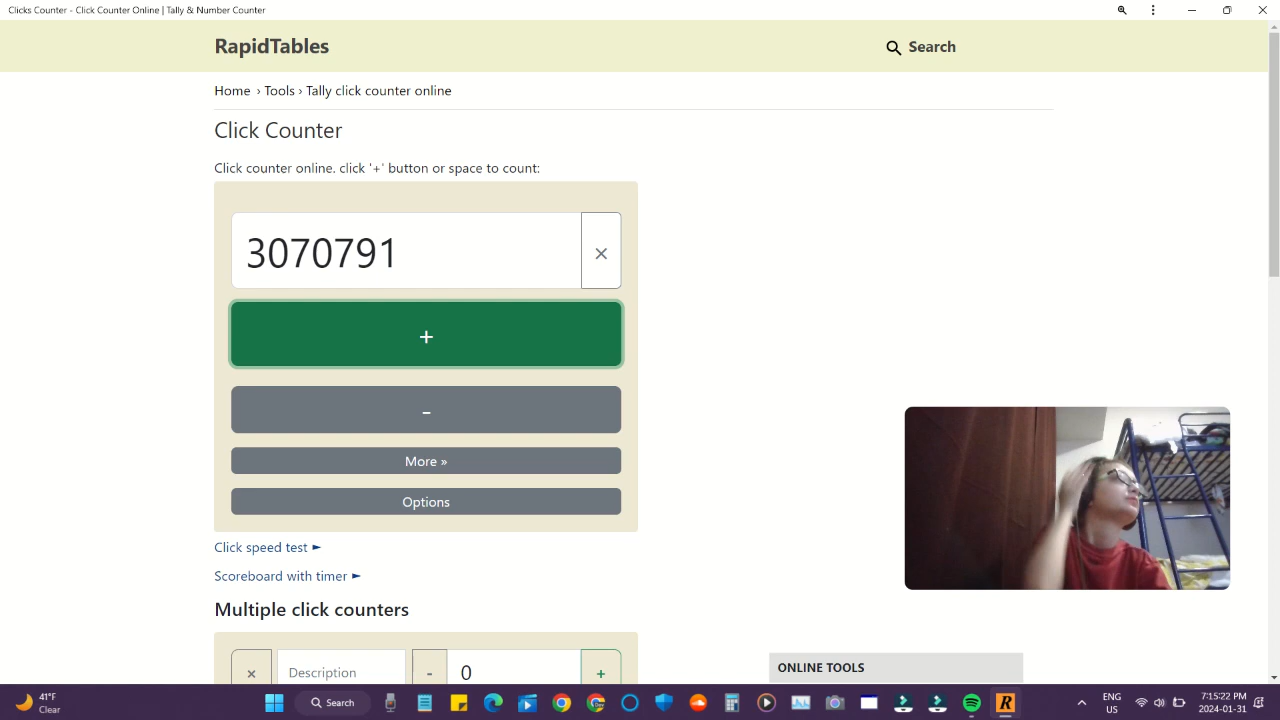 Clicks Counter - Click Counter Online | Tally & Number Counter
RapidTables
Search
Home › Tools › Tally click counter online
Click Counter
Click counter online. click '+' button or space to count:
3070791
×
+
-
More »
Options
Click speed test ►
Scoreboard with timer ►
Multiple click counters
× Description - 0 +
ONLINE TOOLS
41°F
Clear
Search
ENG
US
7:15:22 PM
2024-01-31